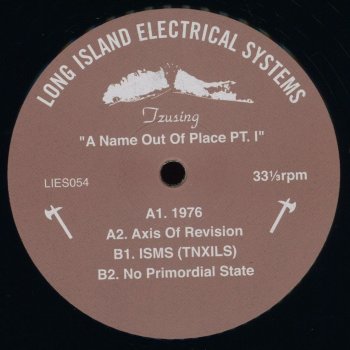 LONG ISLAND ELECTRICAL SYSTEMS
Tzusing
"A Name Out Of Place PT. I"
LIES054
33⅓rpm
A1. 1976
A2. Axis Of Revision
B1. ISMS (TNXILS)
B2. No Primordial State